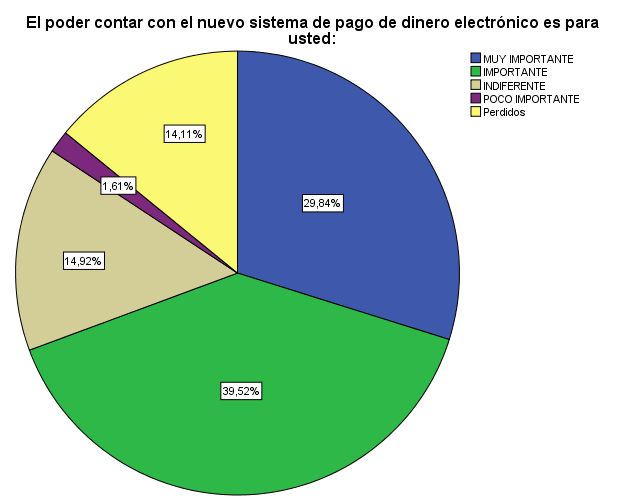 El poder contar con el nuevo sistema de pago de dinero electrónico es para
usted:
MUY IMPORTANTE
IMPORTANTE
INDIFERENTE
POCO IMPORTANTE
Perdidos
14,11%
1,61%
29,84%
14,92%
39,52%